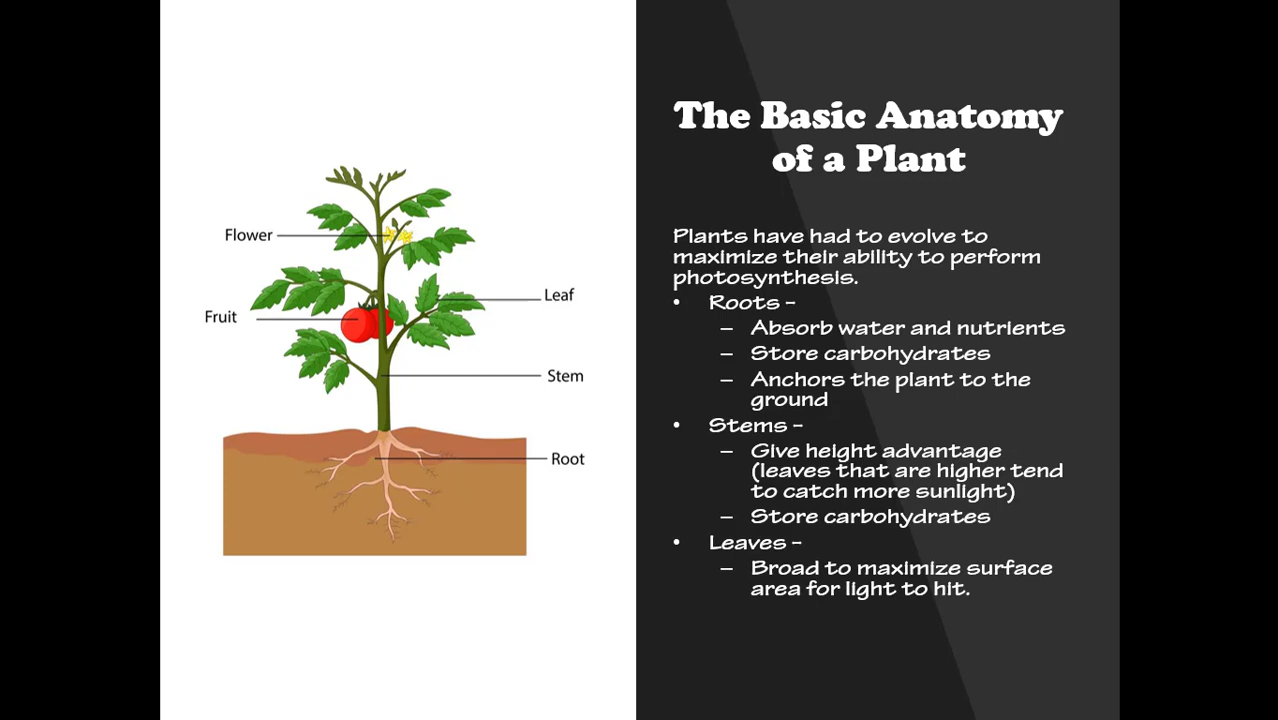 Flower
Fruit
Leaf
Stem
Root
The Basic Anatomy
of a Plant
Plants have had to evolve to
maximize their ability to perform
photosynthesis.
• Roots –
– Absorb water and nutrients
– Store carbohydrates
– Anchors the plant to the
ground
• Stems –
– Give height advantage
(leaves that are higher tend
to catch more sunlight)
– Store carbohydrates
• Leaves –
– Broad to maximize surface
area for light to hit.